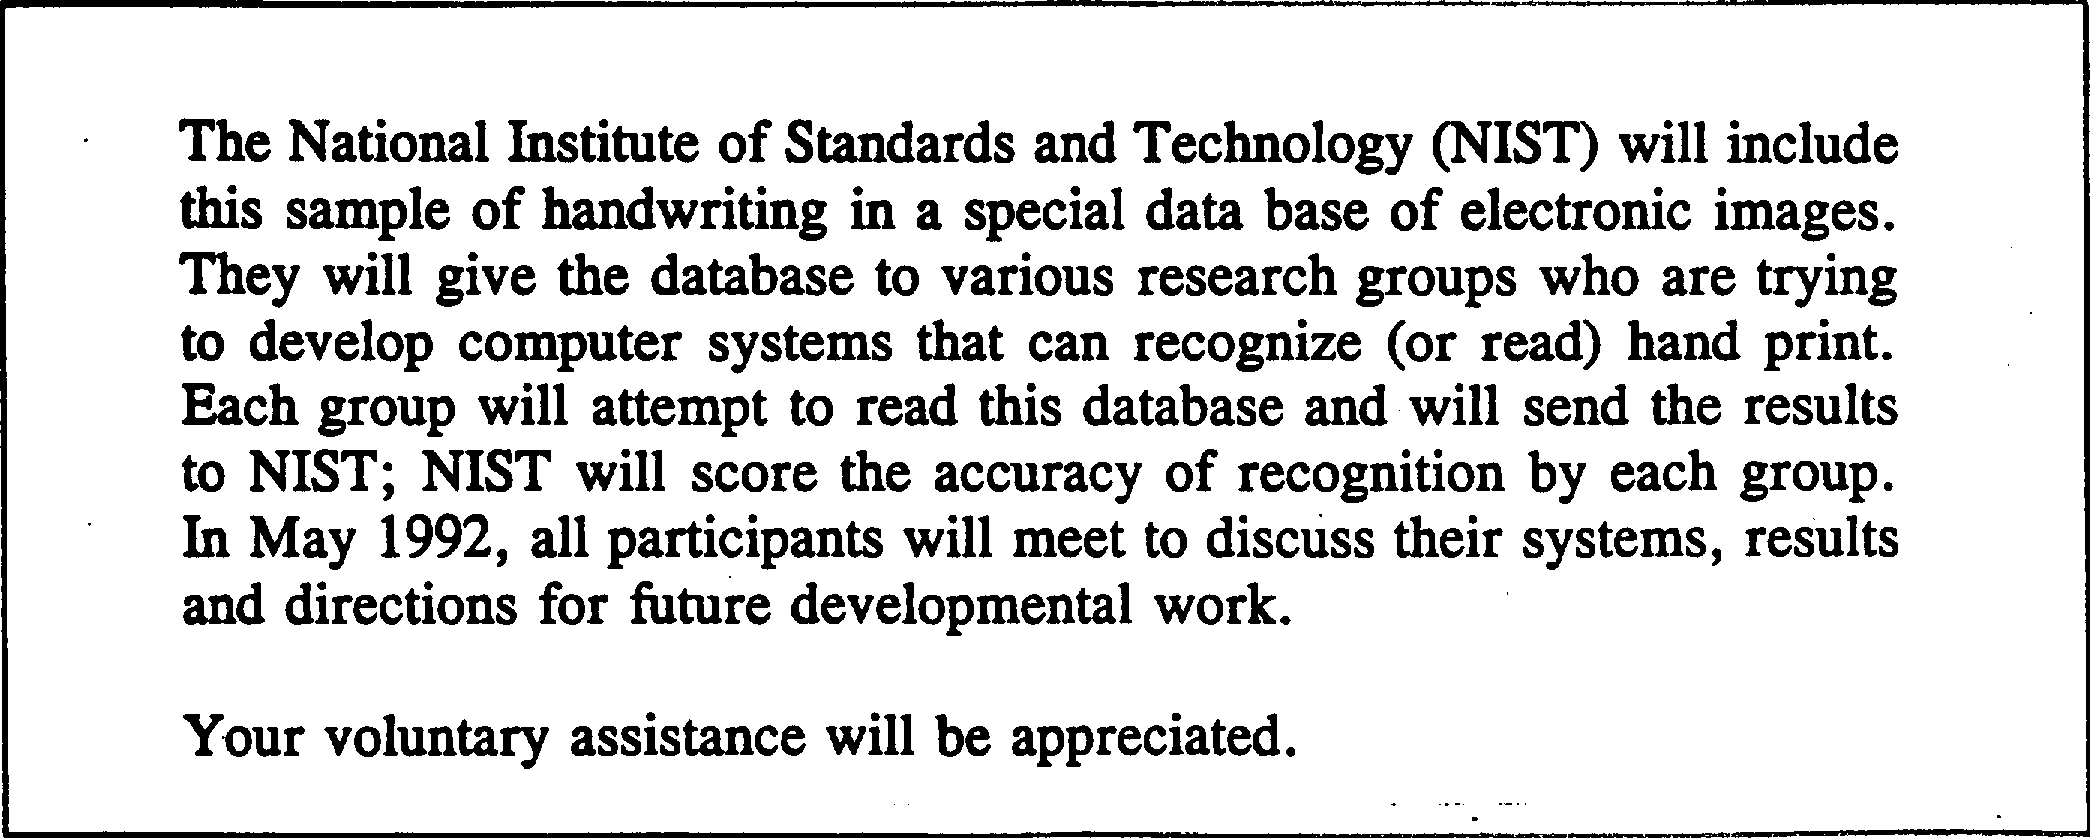 The National Institute of Standards and Technology (NIST) will include
this sample of handwriting in a special data base of electronic images.
They will give the database to various research groups who are trying
to develop computer systems that can recognize (or read) hand print.
Each group will attempt to read this database and will send the results
to NIST; NIST will score the accuracy of recognition by each group.
In May 1992, all participants will meet to discuss their systems, results
and directions for future developmental work.
Your voluntary assistance will be appreciated.